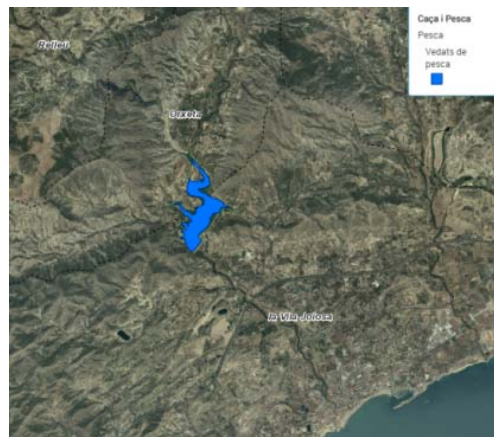 Caça i Pesca
Pesca
Vedats de
pesca
Relleu
Orxeta
la Vila Joiosa